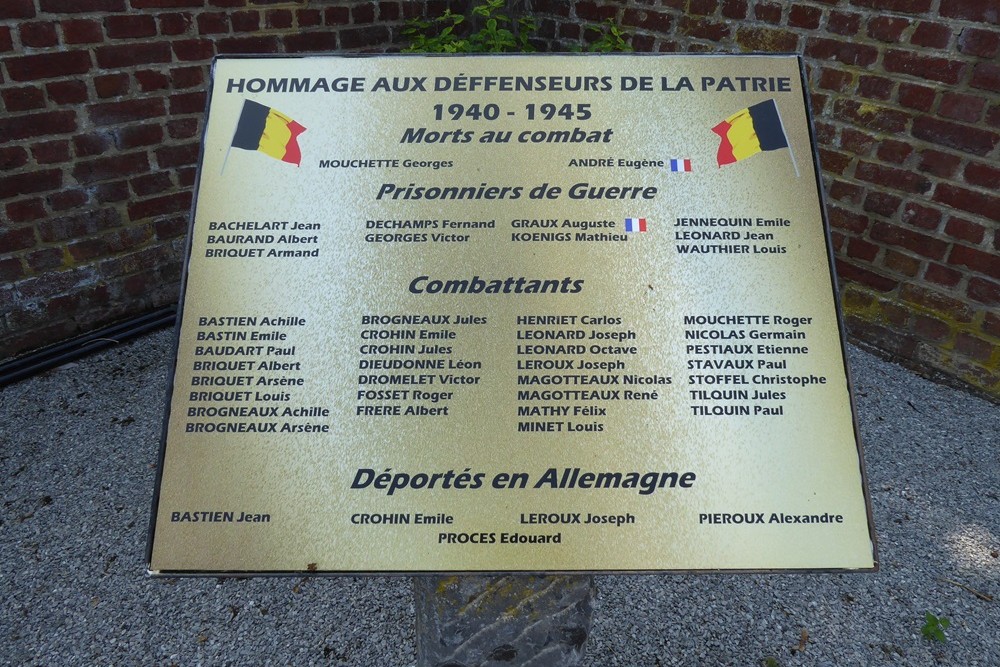 HOMMAGE AUX DÉFFENSEURS DE LA PATRIE
1940 - 1945
Morts au combat
MOUCHETTE Georges ANDRÉ Eugène
Prisonniers de Guerre
BACHELART Jean DECHAMPS Fernand GRAUX Auguste JENNEQUIN Emile
BAURAND Albert GEORGES Victor KOENIGS Mathieu LEONARD Jean
BRIQUET Armand WAUTHIER Louis
Combattants
BASTIEN Achille BROGNEAUX Jules HENRIET Carlos MOUCHETTE Roger
BASTIN Emile CROHIN Emile LEONARD Joseph NICOLAS Germain
BAUDART Paul CROHIN Jules LEONARD Octave PESTIAUX Etienne
BRIQUET Albert DIEUDONNE Léon LEROUX Joseph STAVAUX Paul
BRIQUET Arsène DROMELET Victor MAGOTTEAUX Nicolas STOFFEL Christophe
BRIQUET Louis FOSSET Roger MAGOTTEAUX René TILQUIN Jules
BROGNEAUX Achille FRERE Albert MATHY Félix TILQUIN Paul
BROGNEAUX Arsène MINET Louis
Déportés en Allemagne
BASTIEN Jean CROHIN Emile LEROUX Joseph PIEROUX Alexandre
PROCES Edouard